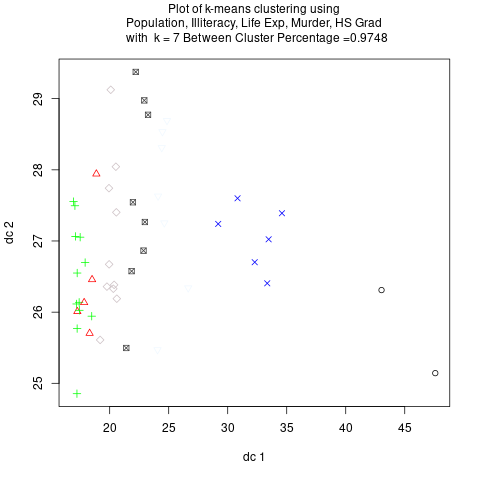 Plot of k-means clustering using
Population, Illiteracy, Life Exp, Murder, HS Grad
with k = 7 Between Cluster Percentage =0.9748
29
28
27
26
25
dc 2
20 25 30 35 40 45
dc 1